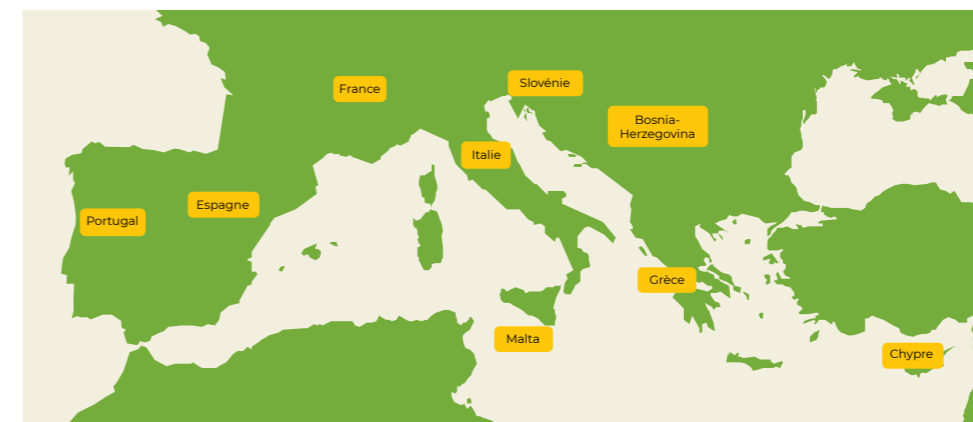 Slovénie
France
Bosnia-
Herzegovina
Italie
Espagne
Portugal
Grèce
Malta
Chypre